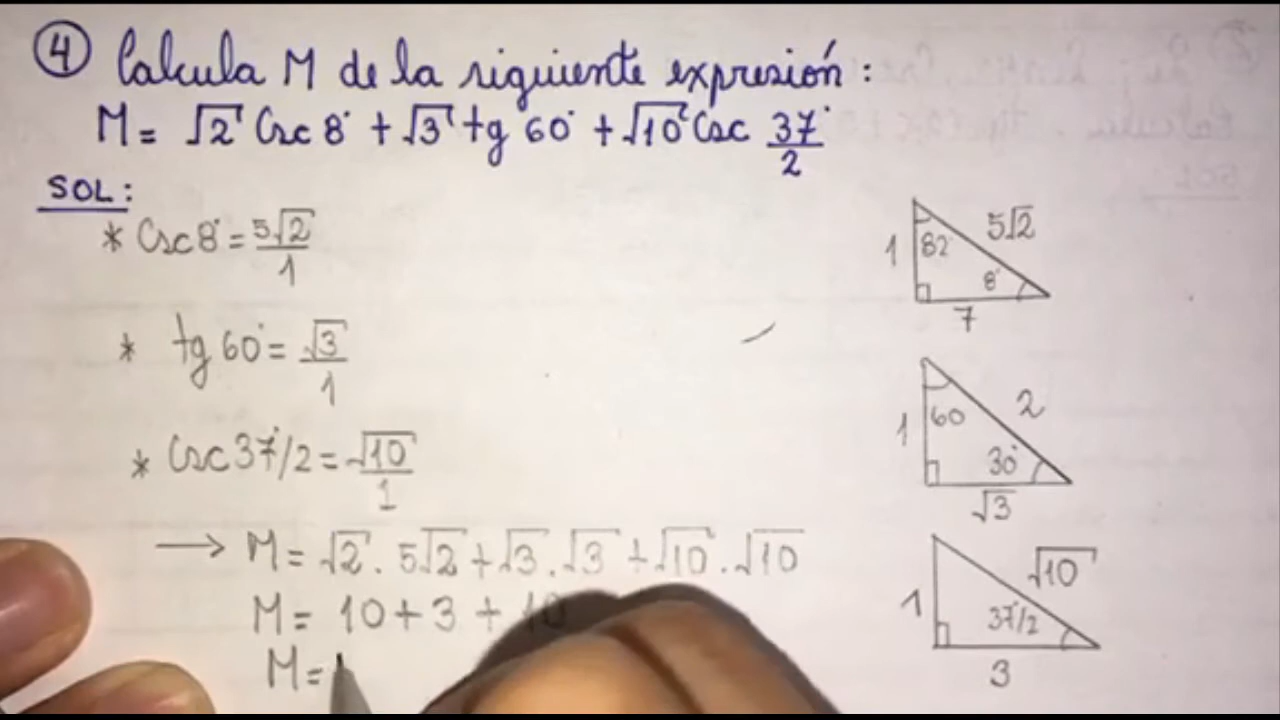 ④ Calcula M de la siguiente expresión:
M = √2 Csc 8° + √3 tg 60° + √10 Csc 37°/2
SOL:
* Csc 8° = 5√2/1
* tg 60° = √3/1
* Csc 37°/2 = √10/1
→ M = √2 . 5√2 + √3 . √3 + √10 . √10
M = 10 + 3 + 10
M =
1 82° 5√2
8°
7
1 60 2
30°
√3
1 √10
37°/2
3